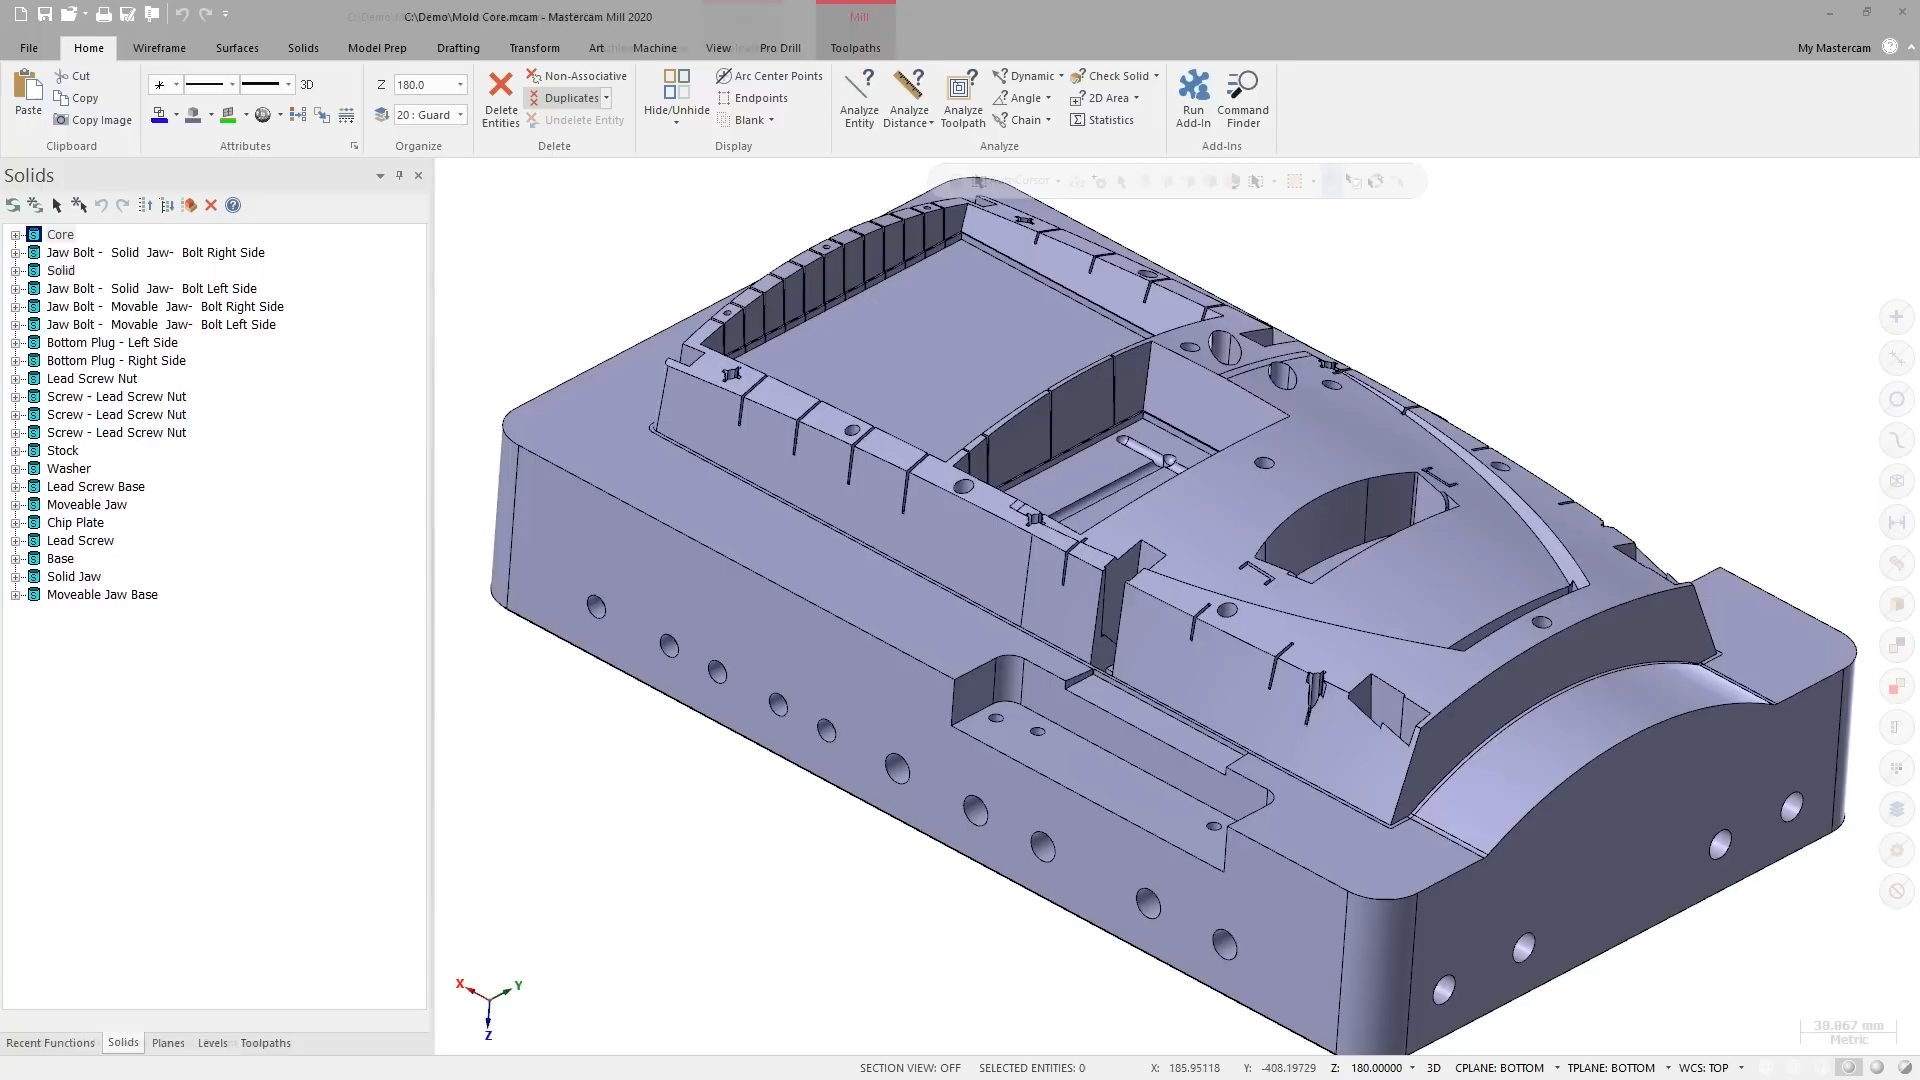 C:\Demo\Mold Core.mcam - Mastercam Mill 2020
Mill
File Home Wireframe Surfaces Solids Model Prep Drafting Transform Art Machine View Pro Drill Toolpaths My Mastercam
Paste
Cut
Copy
Copy Image
Clipboard
3D
Attributes
Z 180.0
20 : Guard
Organize
Delete Entities
Non-Associative
Duplicates
Undelete Entity
Delete
Hide/Unhide
Arc Center Points
Endpoints
Blank
Display
Analyze Entity
Analyze Distance
Analyze Toolpath
Dynamic
Angle
Chain
Check Solid
2D Area
Statistics
Analyze
Run Add-In
Command Finder
Add-Ins
Solids
Core
Jaw Bolt - Solid Jaw- Bolt Right Side
Solid
Jaw Bolt - Solid Jaw- Bolt Left Side
Jaw Bolt - Movable Jaw- Bolt Right Side
Jaw Bolt - Movable Jaw- Bolt Left Side
Bottom Plug - Left Side
Bottom Plug - Right Side
Lead Screw Nut
Screw - Lead Screw Nut
Screw - Lead Screw Nut
Screw - Lead Screw Nut
Stock
Washer
Lead Screw Base
Moveable Jaw
Chip Plate
Lead Screw
Base
Solid Jaw
Moveable Jaw Base
X Y
Z
38.867 mm
Metric
Recent Functions Solids Planes Levels Toolpaths
SECTION VIEW: OFF SELECTED ENTITIES: 0 X: 185.95118 Y: -408.19729 Z: 180.00000 3D CPLANE: BOTTOM TPLANE: BOTTOM WCS: TOP